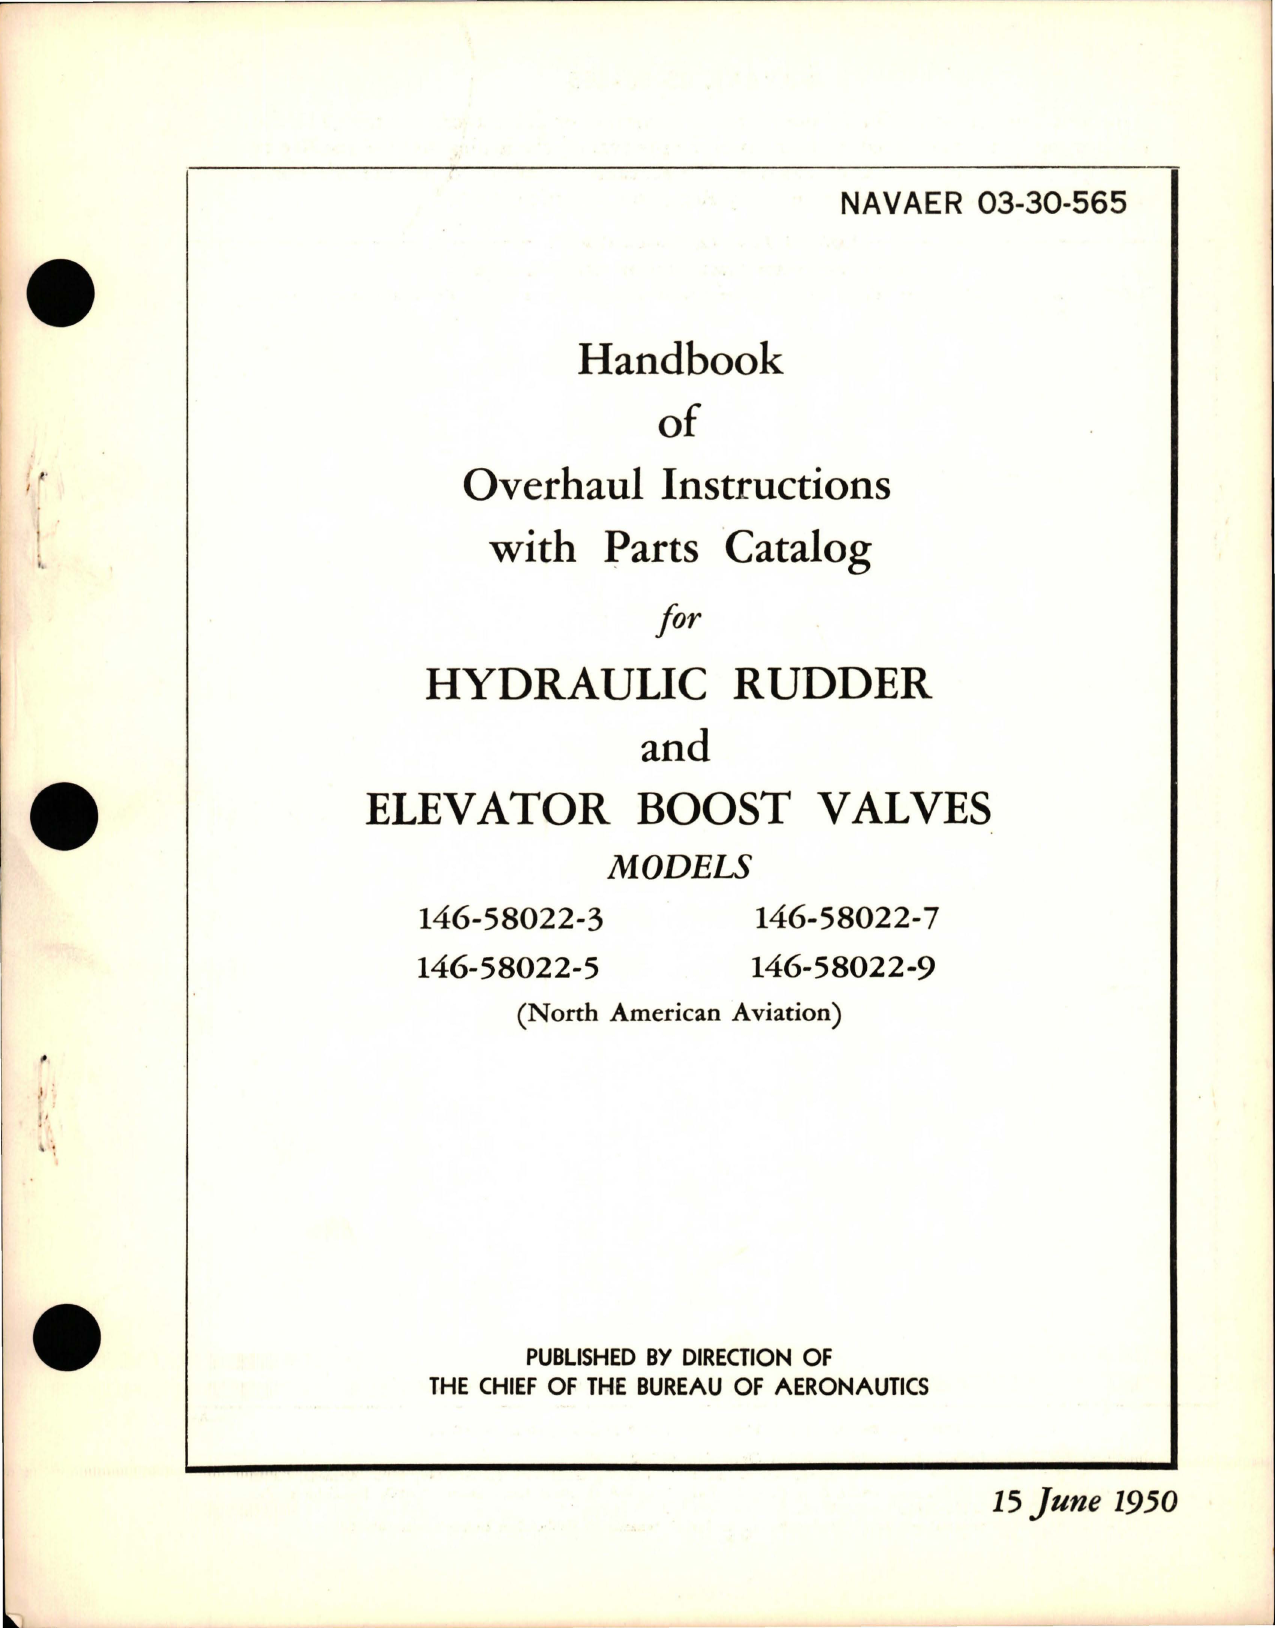 NAVAER 03-30-565
Handbook
of
Overhaul Instructions
with Parts Catalog
for
HYDRAULIC RUDDER
and
ELEVATOR BOOST VALVES
MODELS
146-58022-3 146-58022-7
146-58022-5 146-58022-9
(North American Aviation)
PUBLISHED BY DIRECTION OF
THE CHIEF OF THE BUREAU OF AERONAUTICS
15 June 1950